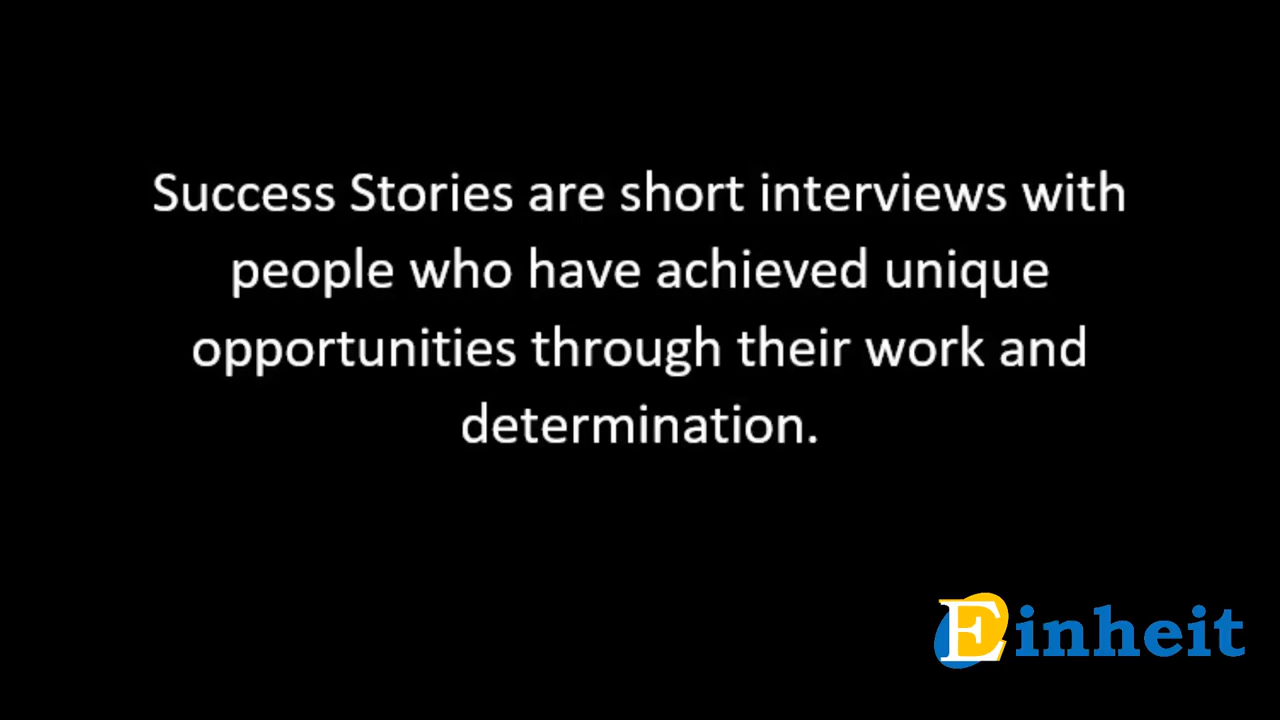 Success Stories are short interviews with
people who have achieved unique
opportunities through their work and
determination.
Einheit